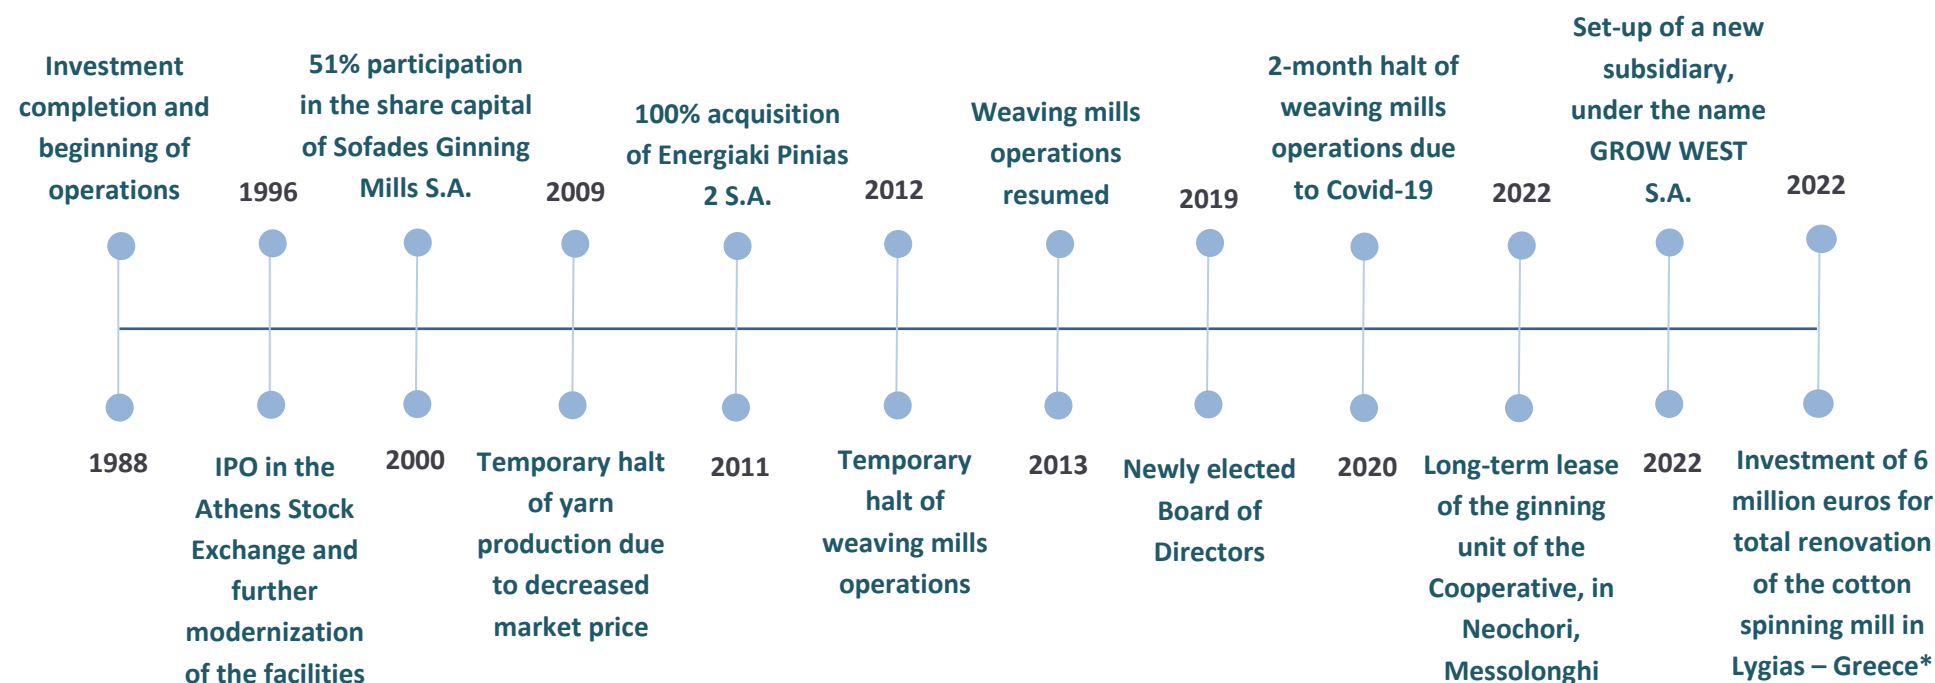 Investment
completion and
beginning of
operations
1988
1996
IPO in the
Athens Stock
Exchange and
further
modernization
of the facilities
51% participation
in the share capital
of Sofades Ginning
Mills S.A.
2000
2009
Temporary halt
of yarn
production due
to decreased
market price
100% acquisition
of Energiaki Pinias
2 S.A.
2011
2012
Temporary
halt of
weaving mills
operations
Weaving mills
operations
resumed
2013
2019
Newly elected
Board of
Directors
2-month halt of
weaving mills
operations due
to Covid-19
2020
2022
Long-term lease
of the ginning
unit of the
Cooperative, in
Neochori,
Messolonghi
Set-up of a new
subsidiary,
under the name
GROW WEST
S.A.
2022
2022
Investment of 6
million euros for
total renovation
of the cotton
spinning mill in
Lygias – Greece*